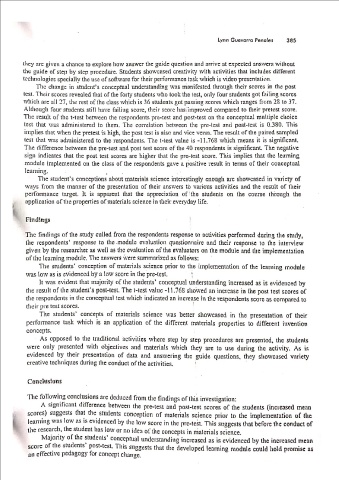 Lynn Guevarra Penales 385
they are given a chance to explore how answer the guide question and arrive at expected answers without
the guide of step by step procedure. Students showcased creativity with activities that includes different
technologies specially the use of software for their performance task which is video presentation.
The change in student's conceptual understanding was manifested through their scores in the post
test. Their scores revealed that of the forty students who took the test, only four students got failing scores
which are all 27, the rest of the class which is 36 students got passing scores which ranges from 28 to 37.
Although four students still have failing score, their score has improved compared to their pretest score.
The result of the t-test between the respondents pre-test and post-test on the conceptual multiple choice
test that was administered to them. The correlation between the pre-test and post-test is 0.380. This
implies that when the pretest is high, the post test is also and vice versa. The result of the paired sampled
test that was administered to the respondents. The t-test value is -11.768 which means it is significant.
The difference between the pre-test and post test score of the 40 respondents is significant. The negative
sign indicates that the post test scores are higher that the pre-test score. This implies that the learning
module implemented on the class of the respondents gave a positive result in terms of their conceptual
learning.
The student's conceptions about materials science interestingly enough are showcased in variety of
ways from the manner of the presentation of their answers to various activities and the result of their
performance target. It is apparent that the appreciation of the students on the course through the
application of the properties of materials science in their everyday life.
Findings
The findings of the study called from the respondents response to activities performed during the study,
the respondents' response to the module evaluation questionnaire and their response to the interview
given by the researcher as well as the evaluation of the evaluators on the module and the implementation
of the learning module. The answers were summarized as follows:
The students' conception of materials science prior to the implementation of the learning module
was low as is evidenced by a low score in the pre-test.
It was evident that majority of the students' conceptual understanding increased as is evidenced by
the result of the student's post-test. The t-test value -11.768 showed an increase in the post test scores of
the respondents in the conceptual test which indicated an increase in the respondents score as compared to
their pre test scores.
The students' concepts of materials science was better showcased in the presentation of their
performance task which is an application of the different materials properties to different invention
concepts.
As opposed to the traditional activities where step by step procedures are presented, the students
were only presented with objectives and materials which they are to use during the activity. As is
evidenced by their presentation of data and answering the guide questions, they showcased variety
creative techniques during the conduct of the activities.
Conclusions
The following conclusions are deduced from the findings of this investigation:
A significant difference between the pre-test and post-test scores of the students (increased mean
scores) suggests that the students conception of materials science prior to the implementation of the
learning was low as is evidenced by the low score in the pre-test. This suggests that before the conduct of
the research, the student has low or no idea of the concepts in materials science.
Majority of the students' conceptual understanding increased as is evidenced by the increased mean
score of the students' post-test. This suggests that the developed learning module could hold promise as
an effective pedagogy for concept change.